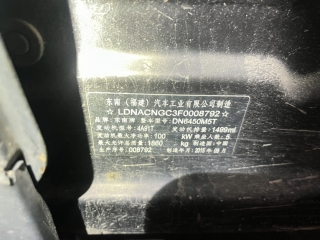 东南（福建）汽车工业有限公司制造
☆ LDNACNGC3F0008792 ☆
品牌：东南牌 整车型号：DN6450M5T
发动机型号：4A91T 发动机排量：1499ml
发动机最大净功率：100 kW 乘坐人数：5
最大允许总质量：1860 kg 制造国：中国
生产序号：008792 制造年月：2015年